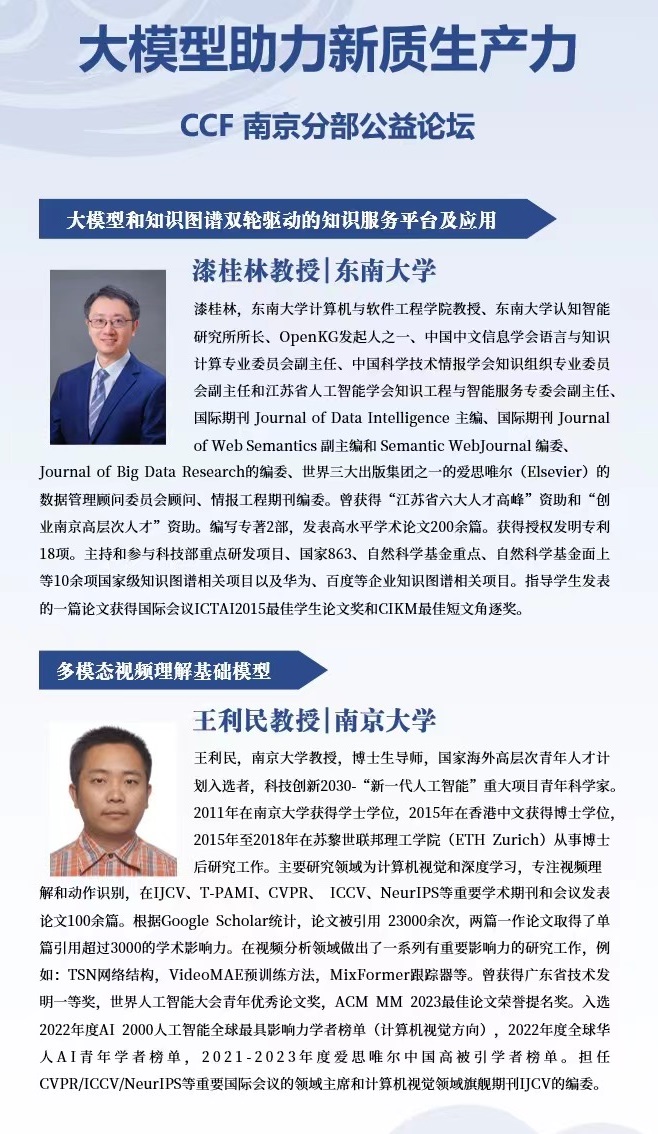 大模型助力新质生产力
CCF 南京分部公益论坛
大模型和知识图谱双轮驱动的知识服务平台及应用
漆桂林教授|东南大学
漆桂林，东南大学计算机与软件工程学院教授、东南大学认知智能
研究所所长、OpenKG发起人之一、中国中文信息学会语言与知识
计算专业委员会副主任、中国科学技术情报学会知识组织专业委员
会副主任和江苏省人工智能学会知识工程与智能服务专委会副主任、
国际期刊 Journal of Data Intelligence 主编、国际期刊 Journal
of Web Semantics 副主编和 Semantic WebJournal 编委、
Journal of Big Data Research的编委、世界三大出版集团之一的爱思唯尔（Elsevier）的
数据管理顾问委员会顾问、情报工程期刊编委。曾获得“江苏省六大人才高峰”资助和“创
业南京高层次人才”资助。编写专著2部，发表高水平学术论文200余篇。获得授权发明专利
18项。主持和参与科技部重点研发项目、国家863、自然科学基金重点、自然科学基金面上
等10余项国家级知识图谱相关项目以及华为、百度等企业知识图谱相关项目。指导学生发表
的一篇论文获得国际会议ICTAI2015最佳学生论文奖和CIKM最佳短文角逐奖。
多模态视频理解基础模型
王利民教授|南京大学
王利民，南京大学教授，博士生导师，国家海外高层次青年人才计
划入选者，科技创新2030-“新一代人工智能”重大项目青年科学家。
2011年在南京大学获得学士学位，2015年在香港中文获得博士学位，
2015年至2018年在苏黎世联邦理工学院（ETH Zurich）从事博士
后研究工作。主要研究领域为计算机视觉和深度学习，专注视频理
解和动作识别，在IJCV、T-PAMI、CVPR、 ICCV、NeurIPS等重要学术期刊和会议发表
论文100余篇。根据Google Scholar统计，论文被引用 23000余次，两篇一作论文取得了单
篇引用超过3000的学术影响力。在视频分析领域做出了一系列有重要影响力的研究工作，例
如：TSN网络结构，VideoMAE预训练方法，MixFormer跟踪器等。曾获得广东省技术发
明一等奖，世界人工智能大会青年优秀论文奖，ACM MM 2023最佳论文荣誉提名奖。入选
2022年度AI 2000人工智能全球最具影响力学者榜单（计算机视觉方向），2022年度全球华
人AI青年学者榜单，2021-2023年度爱思唯尔中国高被引学者榜单。担任
CVPR/ICCV/NeurIPS等重要国际会议的领域主席和计算机视觉领域旗舰期刊IJCV的编委。